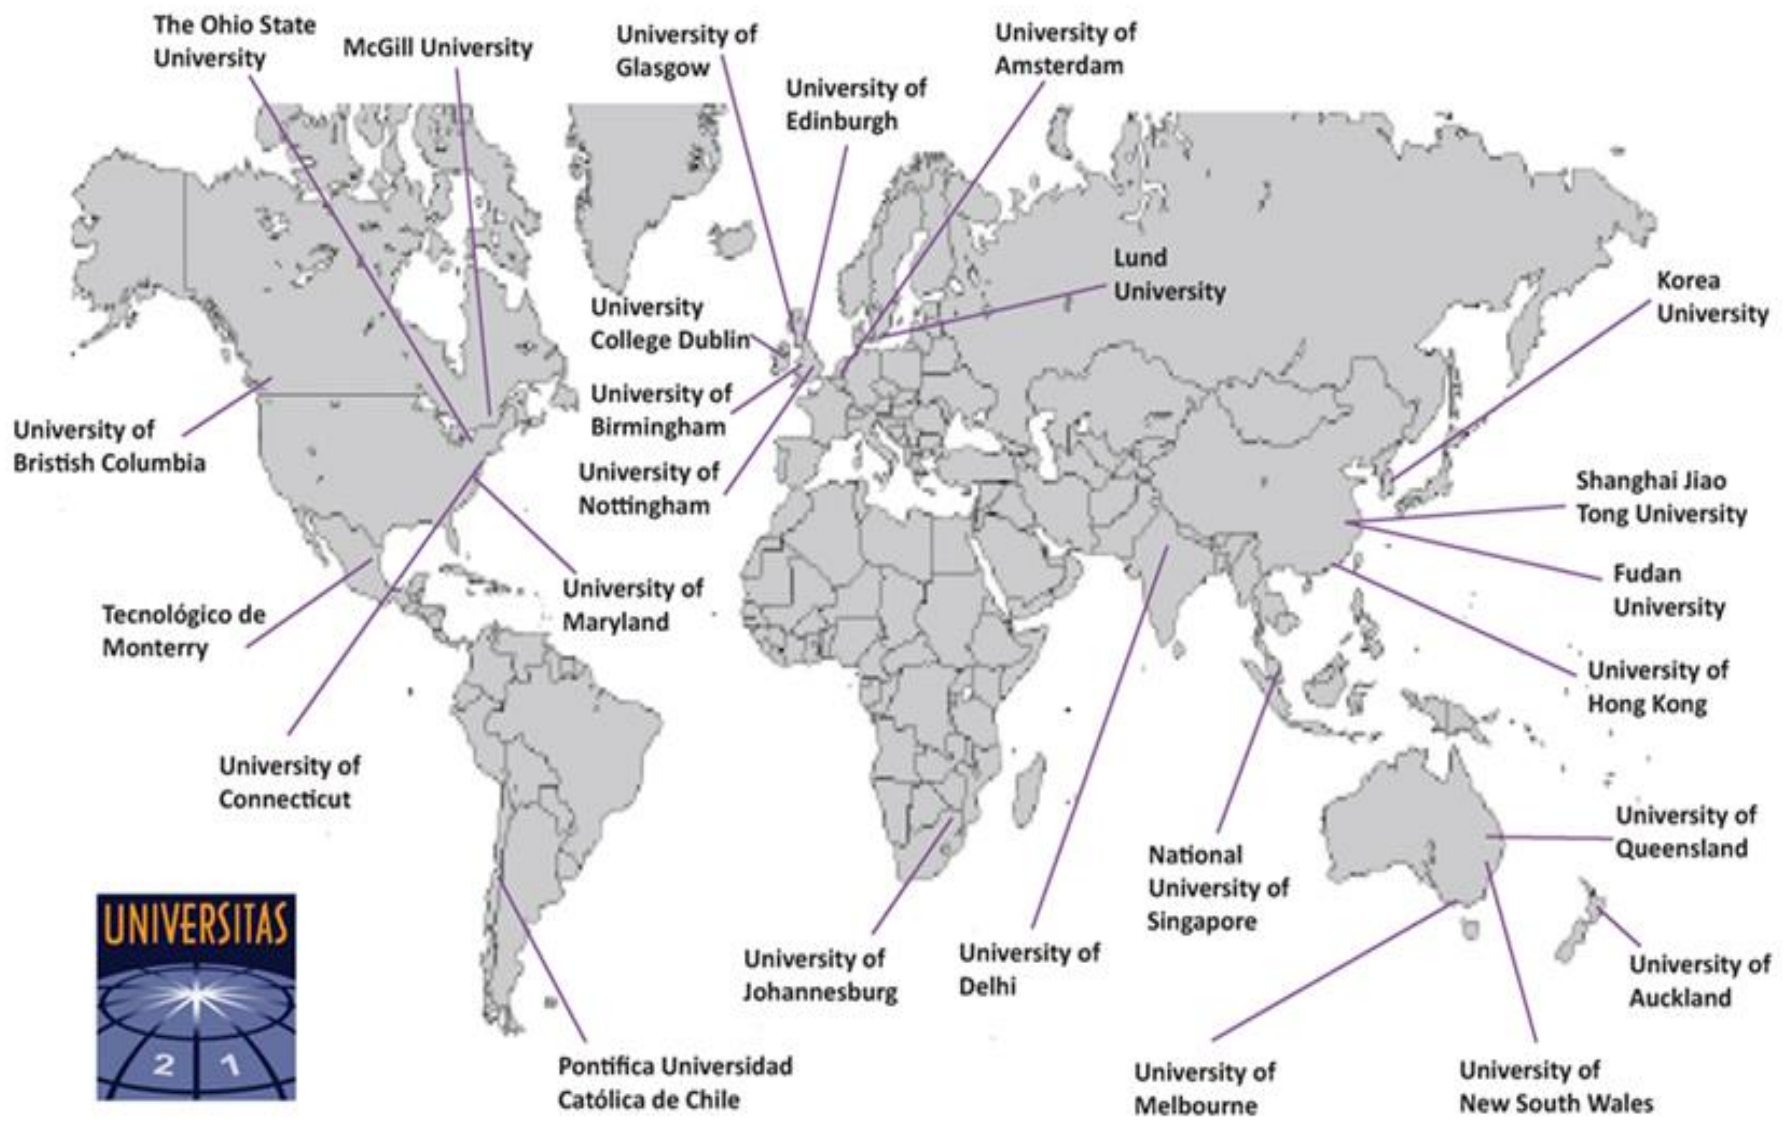 The Ohio State
University
McGill University
University of
Glasgow
University of
Edinburgh
University of
Amsterdam
Lund
University
Korea
University
University
College Dublin
University of
Birmingham
University of
Nottingham
University of
Bristish Columbia
Shanghai Jiao
Tong University
Fudan
University
University of
Maryland
Tecnológico de
Monterry
University of
Hong Kong
University of
Connecticut
University of
Queensland
National
University of
Singapore
UNIVERSITAS
2 1
University of
Johannesburg
University of
Delhi
University of
Auckland
Pontifica Universidad
Católica de Chile
University of
Melbourne
University of
New South Wales